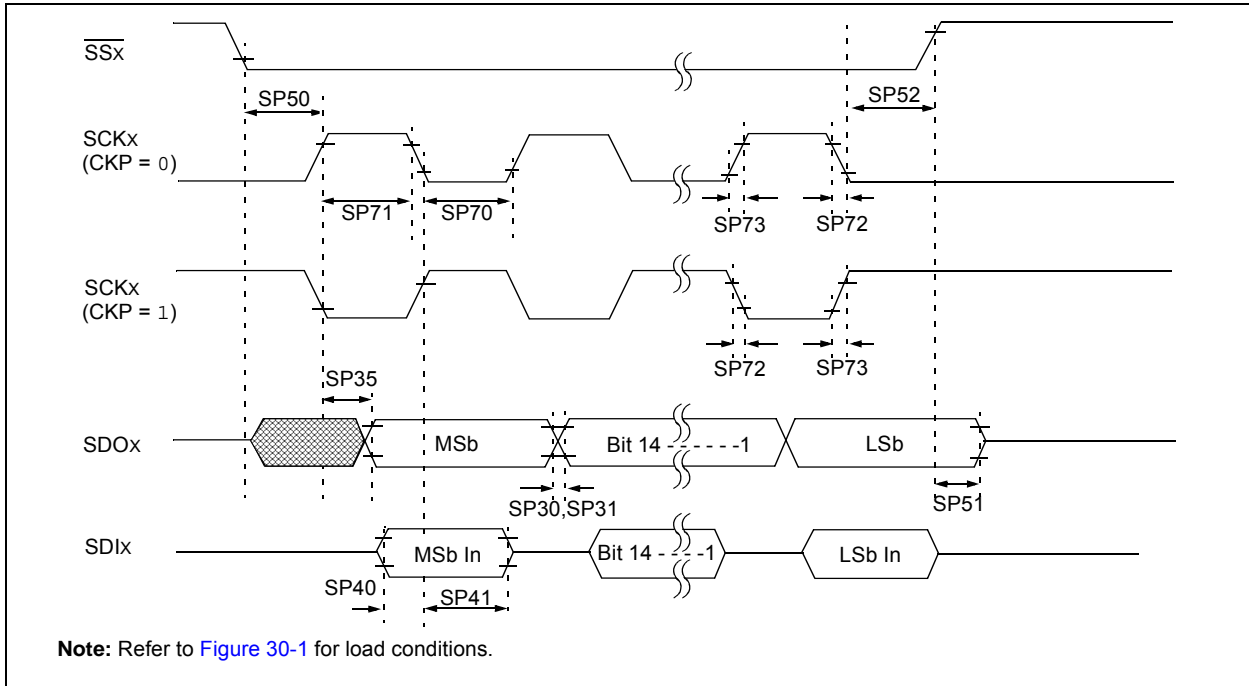 SSx
SP50
SP52
SCKx
(CKP = 0)
SP71
SP70
SP73
SP72
SCKx
(CKP = 1)
SP72
SP73
SP35
SDOx
MSb
Bit 14 - - - - - -1
LSb
SP30,SP31
SP51
SDIx
MSb In
Bit 14 - - - -1
LSb In
SP40
SP41
Note: Refer to Figure 30-1 for load conditions.